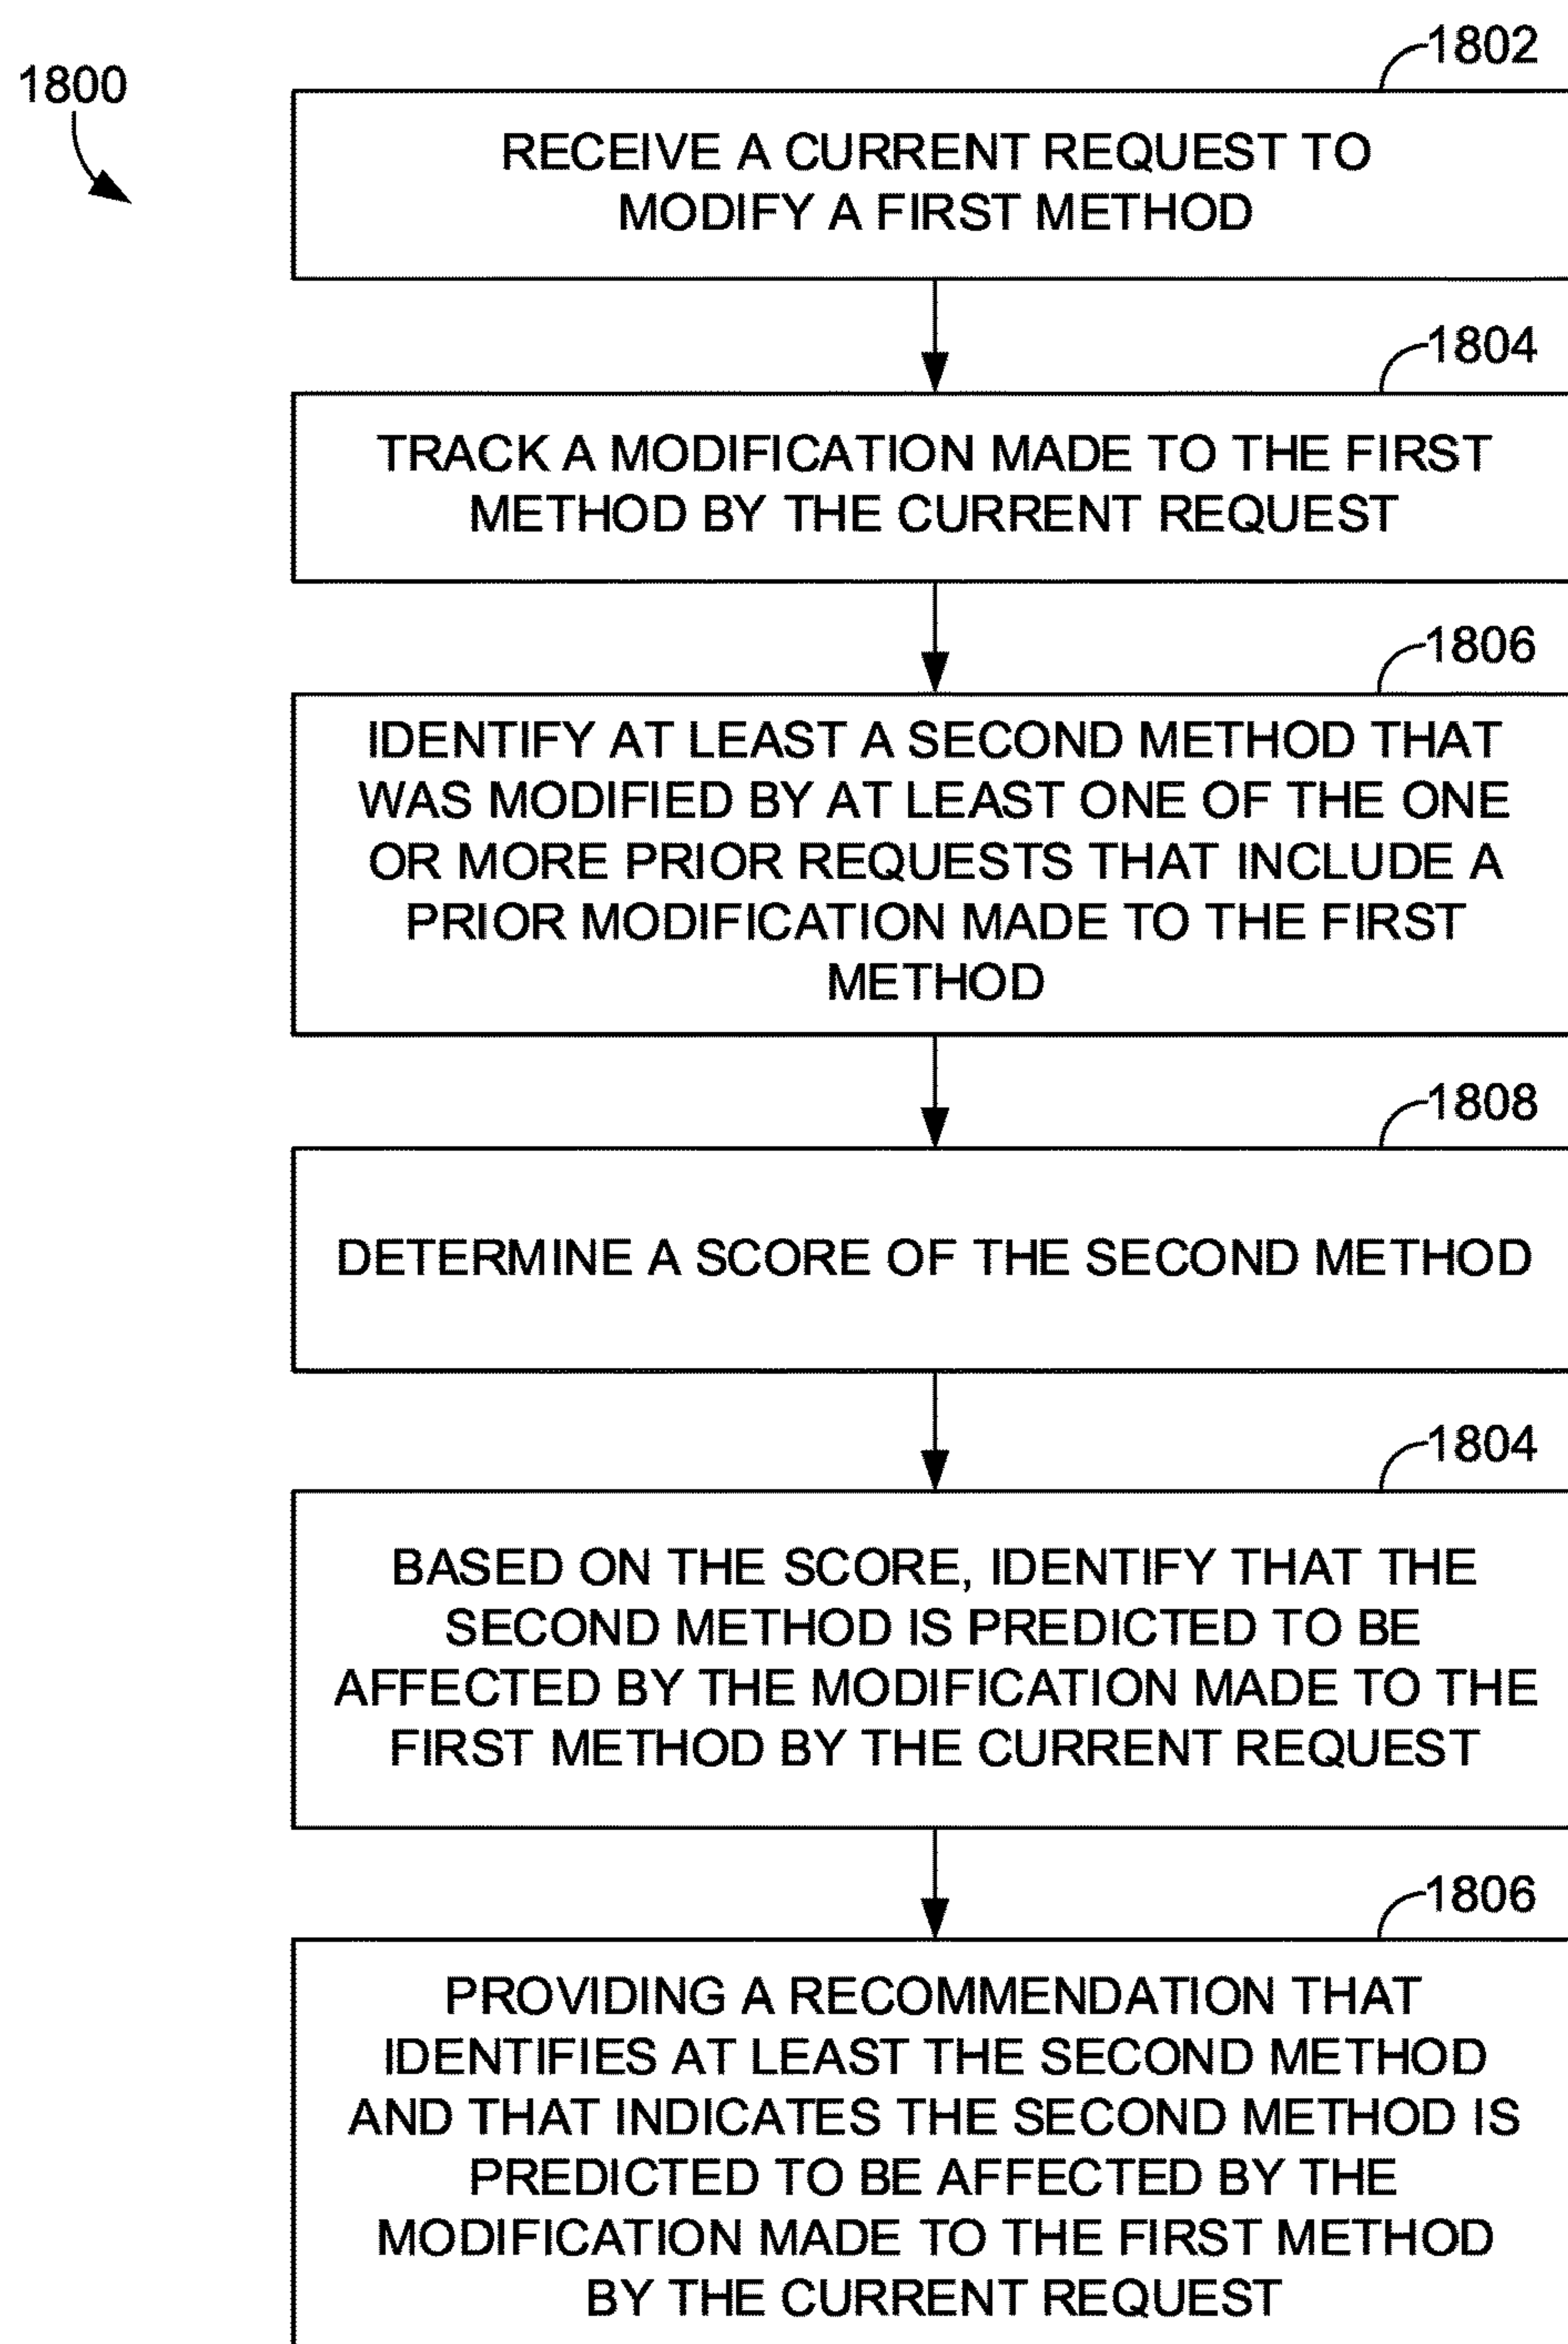 1800
1802
RECEIVE A CURRENT REQUEST TO
MODIFY A FIRST METHOD
1804
TRACK A MODIFICATION MADE TO THE FIRST
METHOD BY THE CURRENT REQUEST
1806
IDENTIFY AT LEAST A SECOND METHOD THAT
WAS MODIFIED BY AT LEAST ONE OF THE ONE
OR MORE PRIOR REQUESTS THAT INCLUDE A
PRIOR MODIFICATION MADE TO THE FIRST
METHOD
1808
DETERMINE A SCORE OF THE SECOND METHOD
1804
BASED ON THE SCORE, IDENTIFY THAT THE
SECOND METHOD IS PREDICTED TO BE
AFFECTED BY THE MODIFICATION MADE TO THE
FIRST METHOD BY THE CURRENT REQUEST
1806
PROVIDING A RECOMMENDATION THAT
IDENTIFIES AT LEAST THE SECOND METHOD
AND THAT INDICATES THE SECOND METHOD IS
PREDICTED TO BE AFFECTED BY THE
MODIFICATION MADE TO THE FIRST METHOD
BY THE CURRENT REQUEST